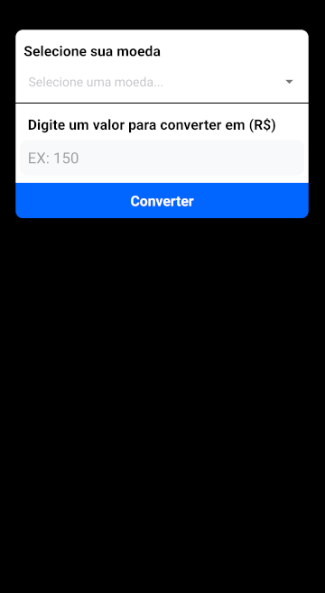 Selecione sua moeda
Selecione uma moeda...
Digite um valor para converter em (R$)
EX: 150
Converter